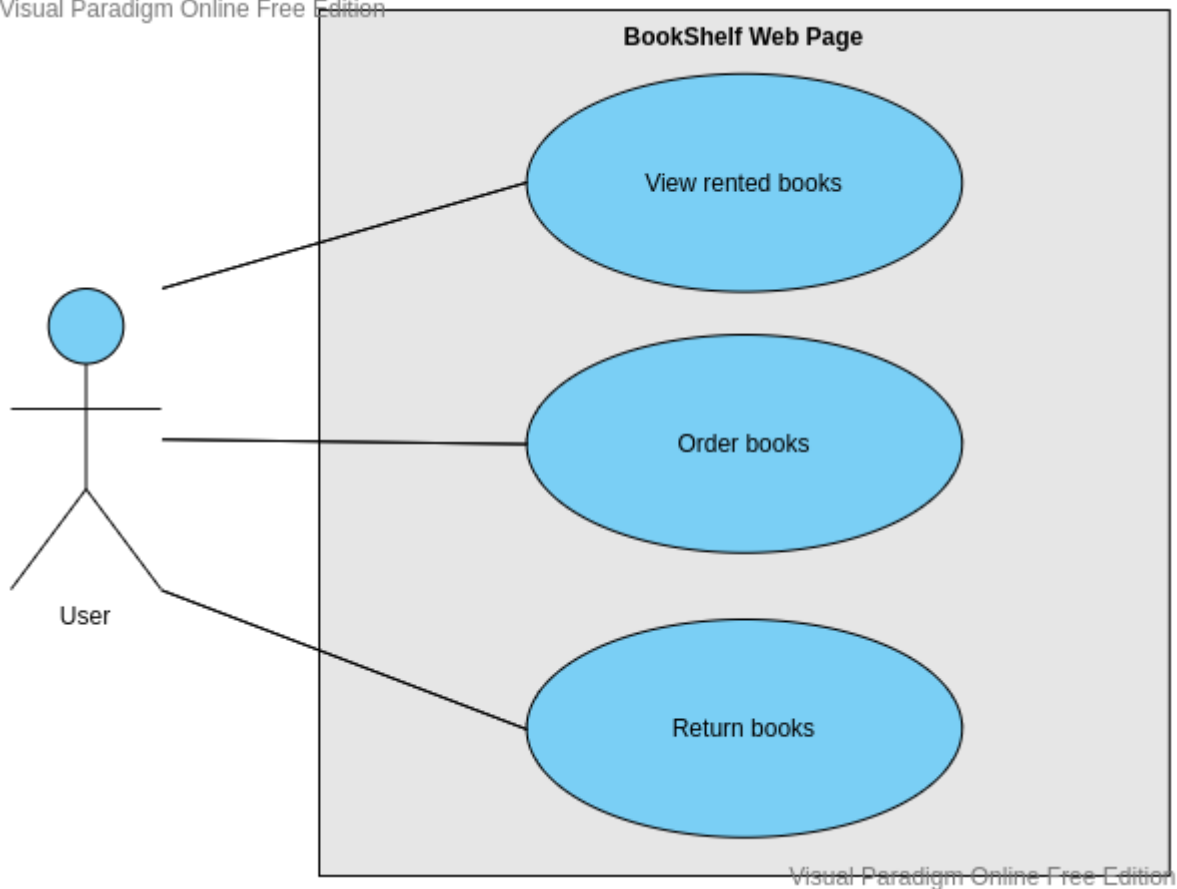 Visual Paradigm Online Free Edition
BookShelf Web Page
View rented books
Order books
User
Return books
Visual Paradigm Online Free Edition